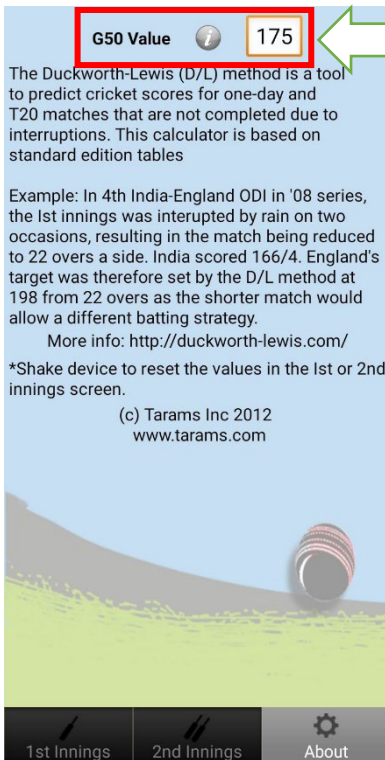 G50 Value i 175
The Duckworth-Lewis (D/L) method is a tool
to predict cricket scores for one-day and
T20 matches that are not completed due to
interruptions. This calculator is based on
standard edition tables
Example: In 4th India-England ODI in '08 series,
the Ist innings was interupted by rain on two
occasions, resulting in the match being reduced
to 22 overs a side. India scored 166/4. England's
target was therefore set by the D/L method at
198 from 22 overs as the shorter match would
allow a different batting strategy.
More info: http://duckworth-lewis.com/
*Shake device to reset the values in the Ist or 2nd
innings screen.
(c) Tarams Inc 2012
www.tarams.com
1st Innings 2nd Innings About